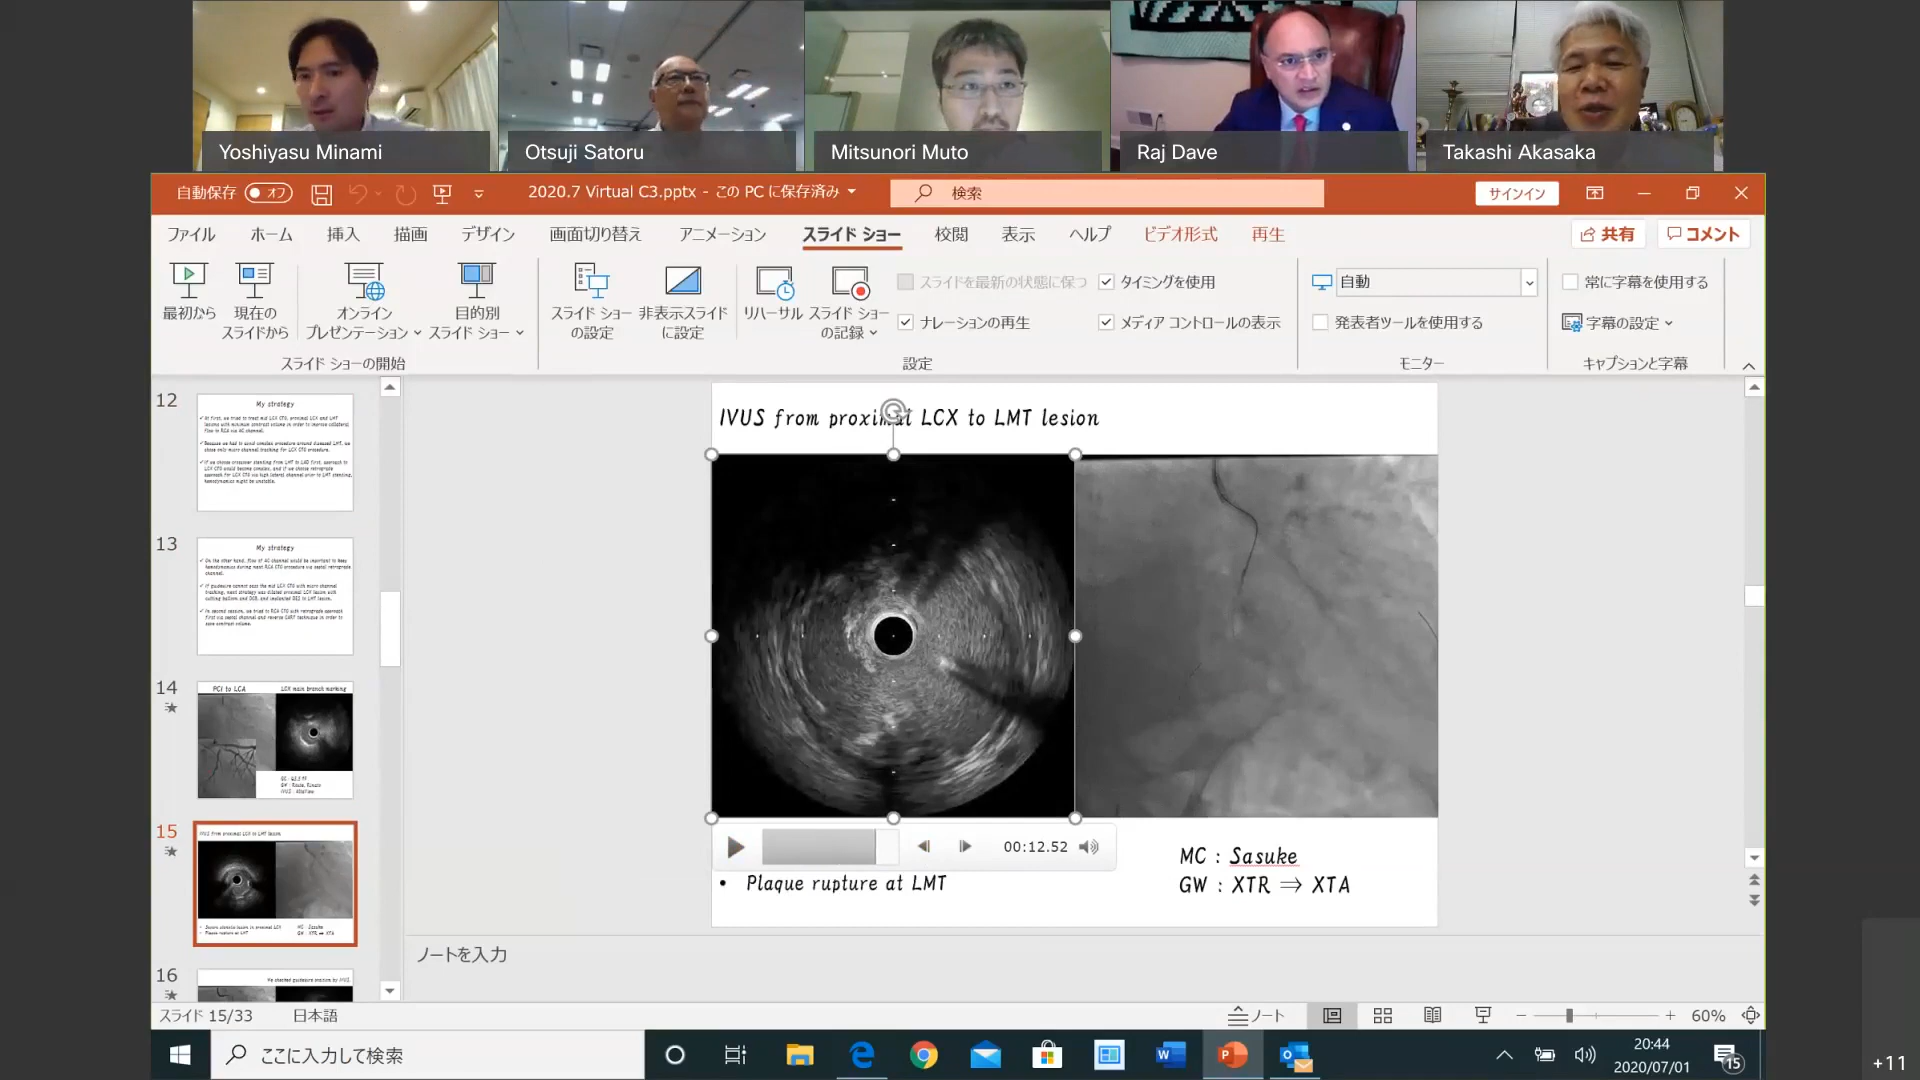 Yoshiyasu Minami
Otsuji Satoru
Mitsunori Muto
Raj Dave
Takashi Akasaka
自動保存 オフ
2020.7 Virtual C3.pptx - この PC に保存済み
検索
サインイン
ファイル ホーム 挿入 描画 デザイン 画面切り替え アニメーション スライド ショー 校閲 表示 ヘルプ ビデオ形式 再生
共有 コメント
最初から
現在の
スライドから
オンライン
プレゼンテーション
目的別
スライド ショー
スライド ショーの開始
スライド ショー
の設定
非表示スライド
に設定
リハーサル
スライド ショー
の記録
スライドを最新の状態に保つ
ナレーションの再生
タイミングを使用
メディア コントロールの表示
設定
自動
発表者ツールを使用する
モニター
常に字幕を使用する
字幕の設定
キャプションと字幕
12
My strategy
13
My strategy
14
PCI to LCA
LCX main branch marking
15
IVUS from proximal LCX to LMT lesion
16
IVUS from proximal LCX to LMT lesion
00:12.52
• Plaque rupture at LMT
MC : Sasuke
GW : XTR ⇒ XTA
ノートを入力
スライド 15/33
日本語
ノート
60%
ここに入力して検索
20:44
2020/07/01
15
+11